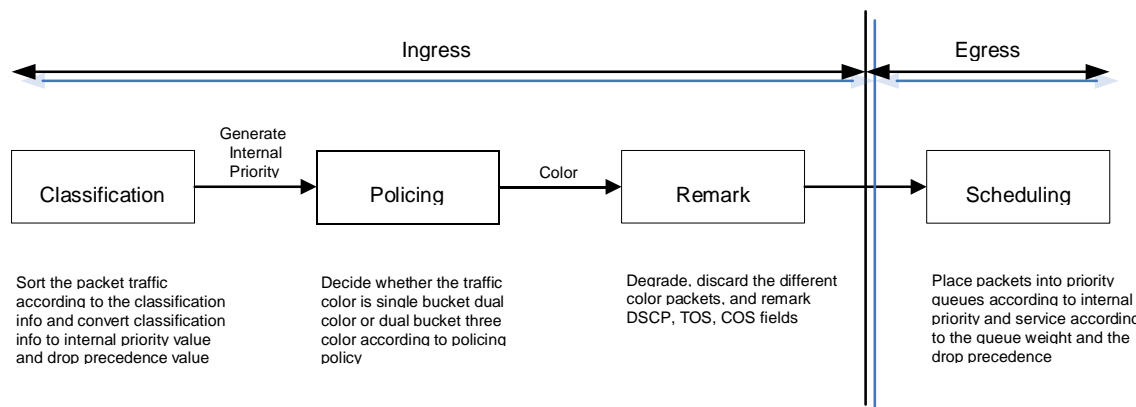 Ingress
Egress
Generate
Internal
Priority
Color
Classification
Policing
Remark
Scheduling
Sort the packet traffic
according to the classification
info and convert classification
info to internal priority value
and drop precedence value
Decide whether the traffic
color is single bucket dual
color or dual bucket three
color according to policing
policy
Degrade, discard the different
color packets, and remark
DSCP, TOS, COS fields
Place packets into priority
queues according to internal
priority and service according
to the queue weight and the
drop precedence